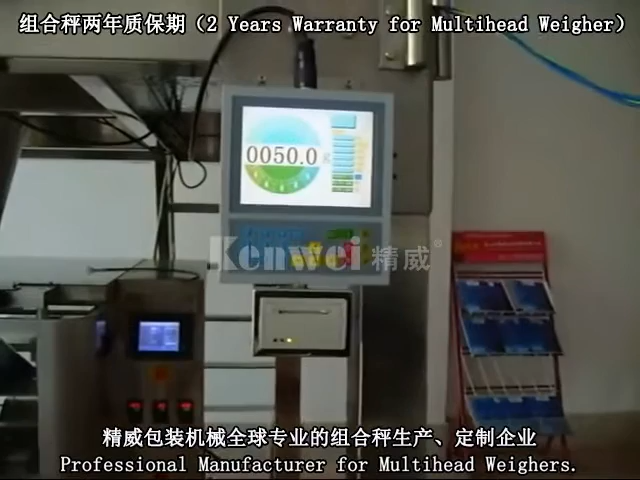 组合秤两年质保期（2 Years Warranty for Multihead Weigher）
0050.0 g
Kenwei 精威®
精威包装机械全球专业的组合秤生产、定制企业
Professional Manufacturer for Multihead Weighers.